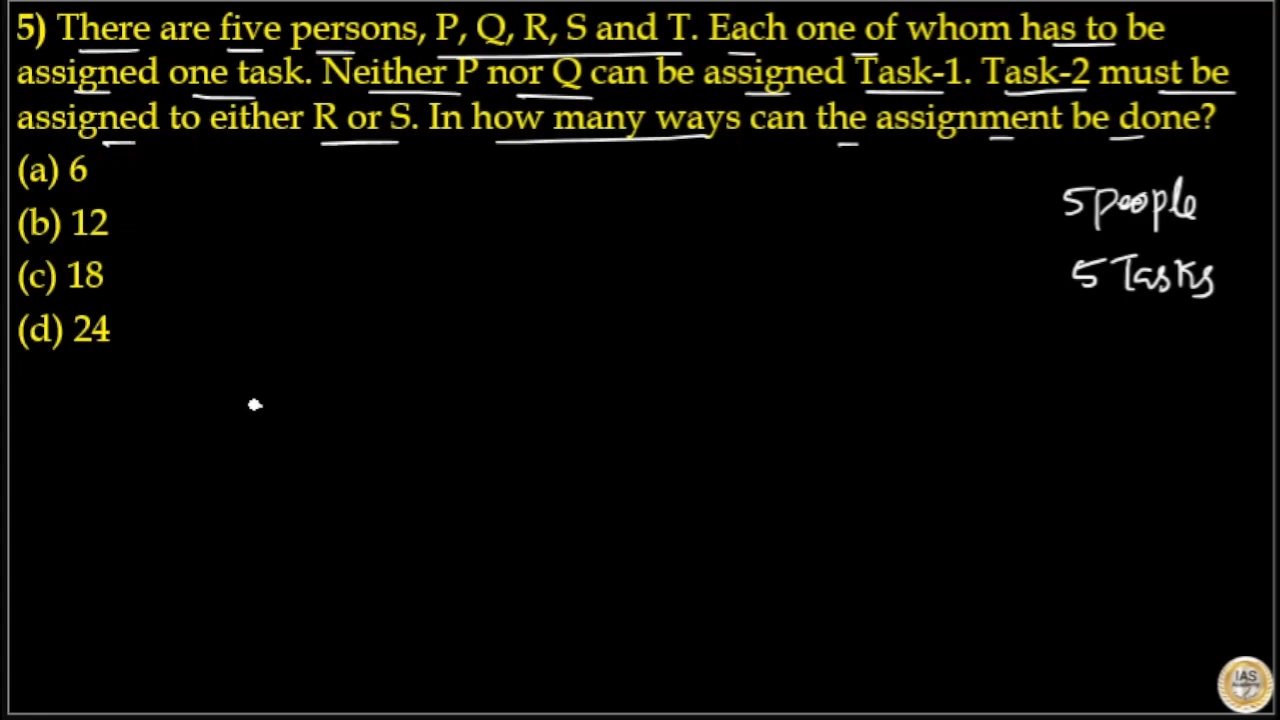 5) There are five persons, P, Q, R, S and T. Each one of whom has to be
assigned one task. Neither P nor Q can be assigned Task-1. Task-2 must be
assigned to either R or S. In how many ways can the assignment be done?
(a) 6
(b) 12
(c) 18
(d) 24
5 people
5 Tasks
IAS